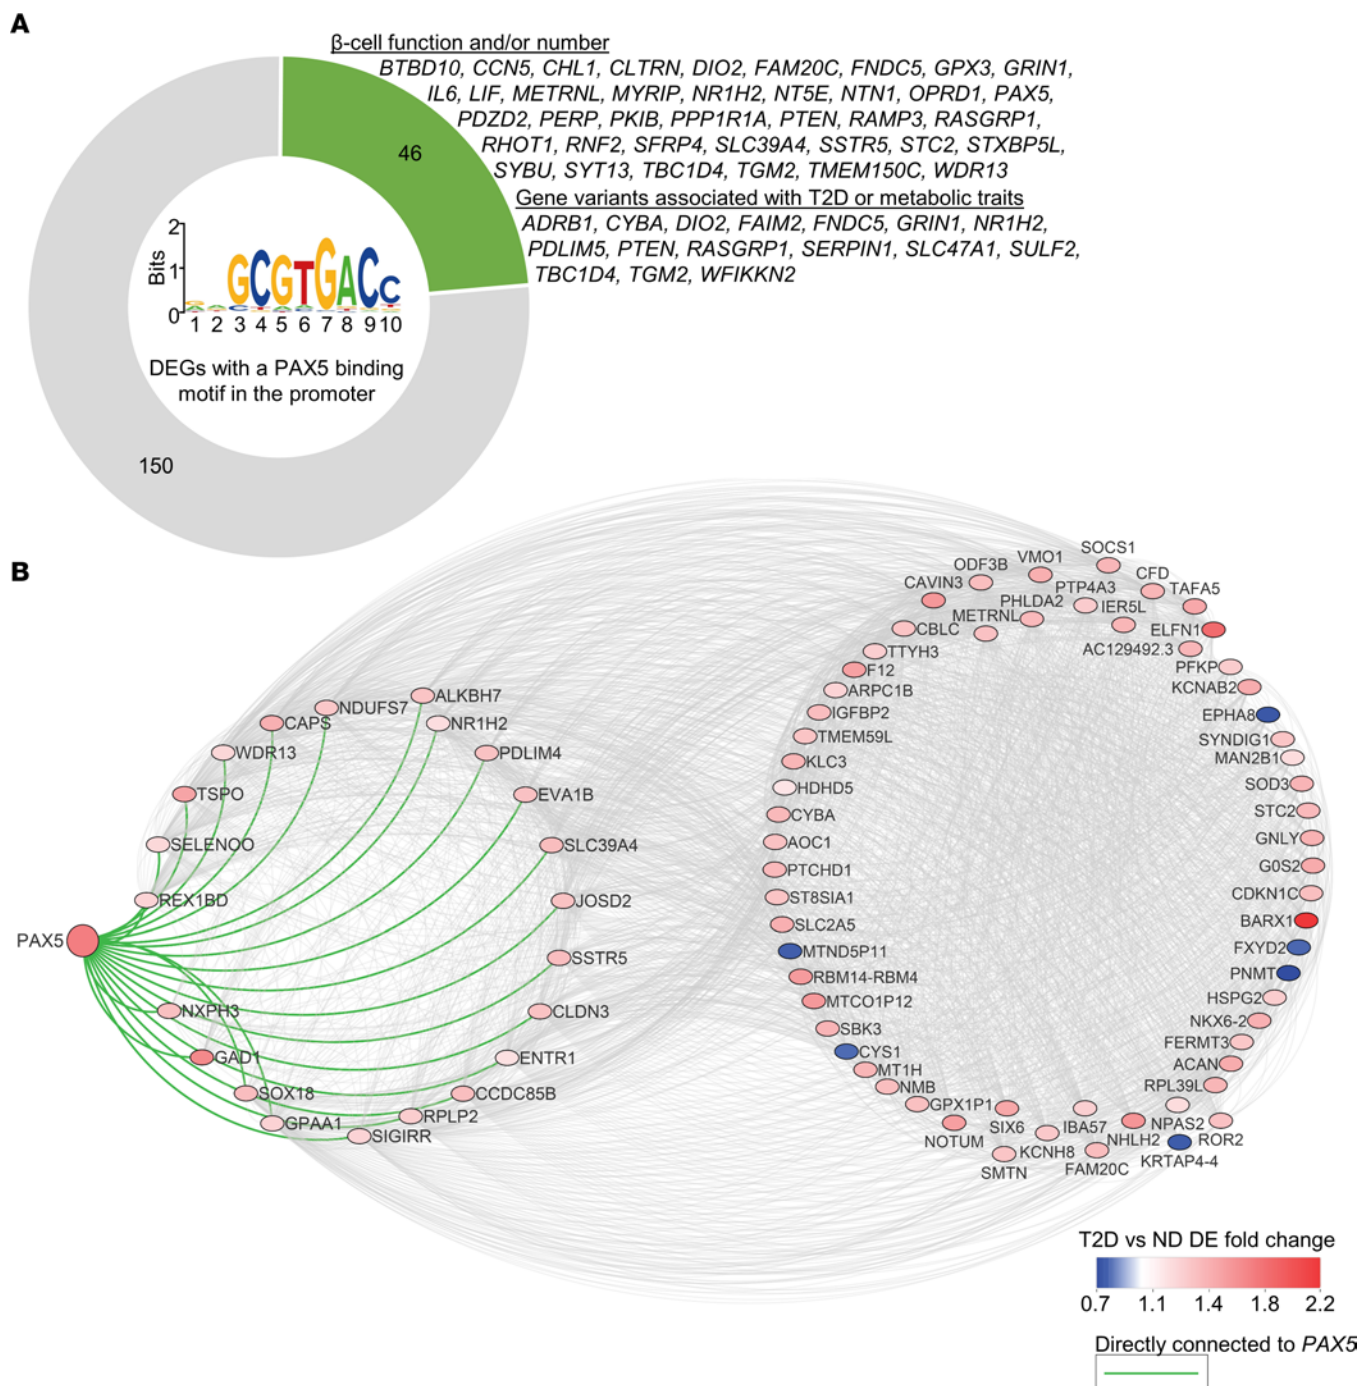 A
β-cell function and/or number
BTBD10, CCN5, CHL1, CLTRN, DIO2, FAM20C, FNDC5, GPX3, GRIN1,
IL6, LIF, METRNL, MYRIP, NR1H2, NT5E, NTN1, OPRD1, PAX5,
PDZD2, PERP, PKIB, PPP1R1A, PTEN, RAMP3, RASGRP1,
RHOT1, RNF2, SFRP4, SLC39A4, SSTR5, STC2, STXBP5L,
SYBU, SYT13, TBC1D4, TGM2, TMEM150C, WDR13
Gene variants associated with T2D or metabolic traits
ADRB1, CYBA, DIO2, FAIM2, FNDC5, GRIN1, NR1H2,
PDLIM5, PTEN, RASGRP1, SERPIN1, SLC47A1, SULF2,
TBC1D4, TGM2, WFIKKN2
46
150
2
1
0
Bits
GCGTGACC
1 2 3 4 5 6 7 8 9 10
DEGs with a PAX5 binding
motif in the promoter
B
PAX5
REX1BD
SELENOO
TSPO
WDR13
CAPS
NDUFS7
ALKBH7
NR1H2
PDLIM4
EVA1B
SLC39A4
JOSD2
SSTR5
CLDN3
ENTR1
CCDC85B
RPLP2
SIGIRR
GPAA1
SOX18
GAD1
NXPH3
SOCS1
VMO1
ODF3B
CFD
PTP4A3
TAFA5
CAVIN3
PHLDA2
IER5L
METRNL
CBLC
ELFN1
AC129492.3
TTYH3
PFKP
F12
KCNAB2
ARPC1B
IGFBP2
EPHA8
TMEM59L
SYNDIG1
MAN2B1
KLC3
SOD3
HDHD5
STC2
CYBA
GNLY
AOC1
G0S2
PTCHD1
CDKN1C
ST8SIA1
BARX1
SLC2A5
FXYD2
MTND5P11
PNMT
RBM14-RBM4
HSPG2
MTCO1P12
NKX6-2
SBK3
FERMT3
CYS1
ACAN
MT1H
RPL39L
NMB
GPX1P1
SIX6
IBA57
NPAS2
NOTUM
KCNH8
NHLH2
ROR2
SMTN
FAM20C
KRTAP4-4
T2D vs ND DE fold change
0.7 1.1 1.4 1.8 2.2
Directly connected to PAX5